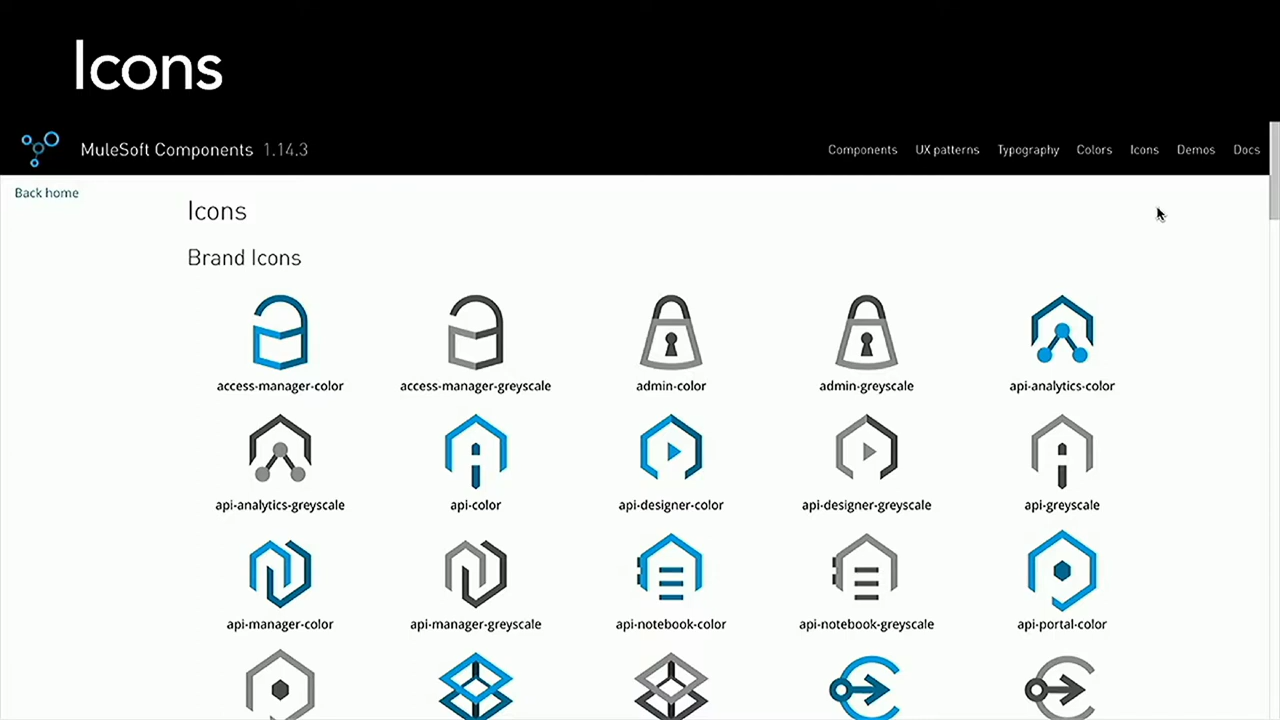 Icons
MuleSoft Components 1.14.3
Components UX patterns Typography Colors Icons Demos Docs
Back home
Icons
Brand Icons
access-manager-color access-manager-greyscale admin-color admin-greyscale api-analytics-color
api-analytics-greyscale api-color api-designer-color api-designer-greyscale api-greyscale
api-manager-color api-manager-greyscale api-notebook-color api-notebook-greyscale api-portal-color